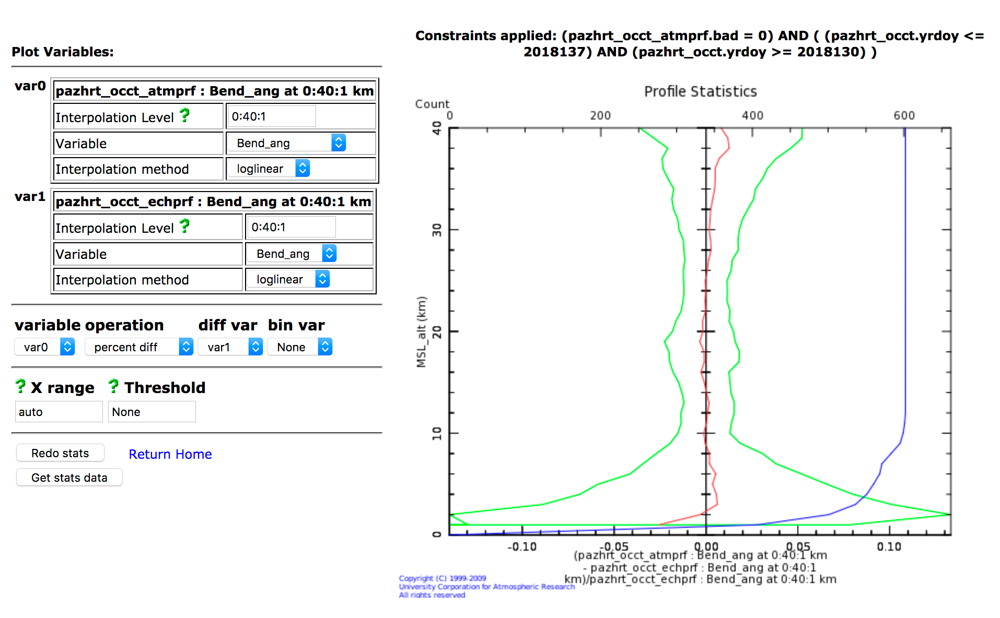 Plot Variables:
var0
pazhrt_occt_atmprf : Bend_ang at 0:40:1 km
Interpolation Level ? 0:40:1
Variable Bend_ang
Interpolation method loglinear
var1
pazhrt_occt_echprf : Bend_ang at 0:40:1 km
Interpolation Level ? 0:40:1
Variable Bend_ang
Interpolation method loglinear
variable operation diff var bin var
var0 percent diff var1 None
? X range ? Threshold
auto None
Redo stats Return Home
Get stats data
Constraints applied: (pazhrt_occt_atmprf.bad = 0) AND ( (pazhrt_occt.yrdoy <=
2018137) AND (pazhrt_occt.yrdoy >= 2018130) )
Profile Statistics
Count
0 200 400 600
40
30
20
10
0
MSL_alt (km)
-0.10 -0.05 0.00 0.05 0.10
(pazhrt_occt_atmprf : Bend_ang at 0:40:1 km
- pazhrt_occt_echprf : Bend_ang at 0:40:1
km)/pazhrt_occt_echprf : Bend_ang at 0:40:1 km
Copyright (C) 1999-2009
University Corporation for Atmospheric Research
All rights reserved